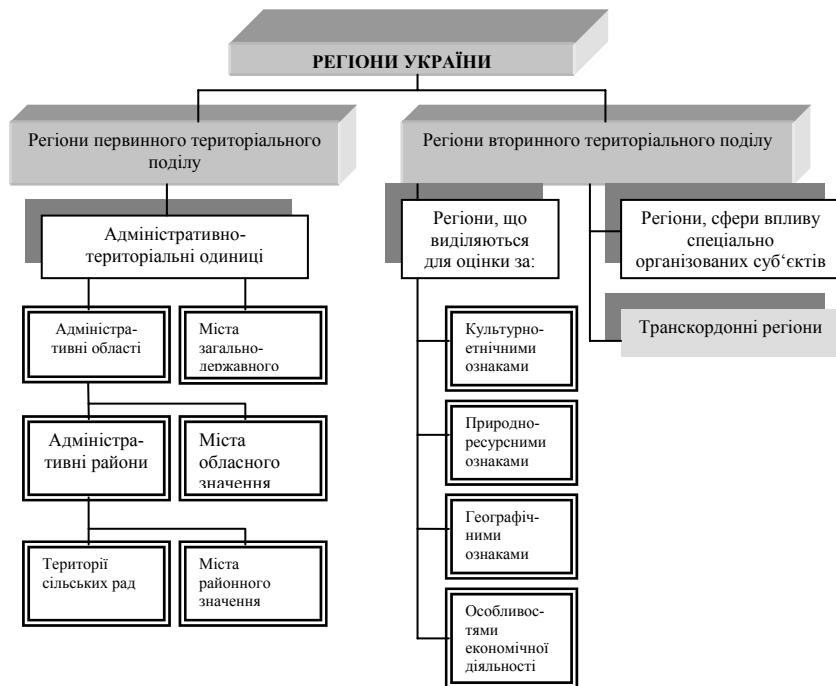 РЕГІОНИ УКРАЇНИ
Регіони первинного територіального
поділу
Регіони вторинного територіального поділу
Адміністративно-
територіальні одиниці
Регіони, що
виділяються
для оцінки за:
Регіони, сфери впливу
спеціально
організованих суб‘єктів
Транскордонні регіони
Адміністра-
тивні області
Міста
загально-
державного
Культурно-
етнічними
ознаками
Адміністра-
тивні райони
Міста
обласного
значення
Природно-
ресурсними
ознаками
Території
сільських рад
Міста
районного
значення
Географіч-
ними
ознаками
Особливос-
тями
економічної
діяльності